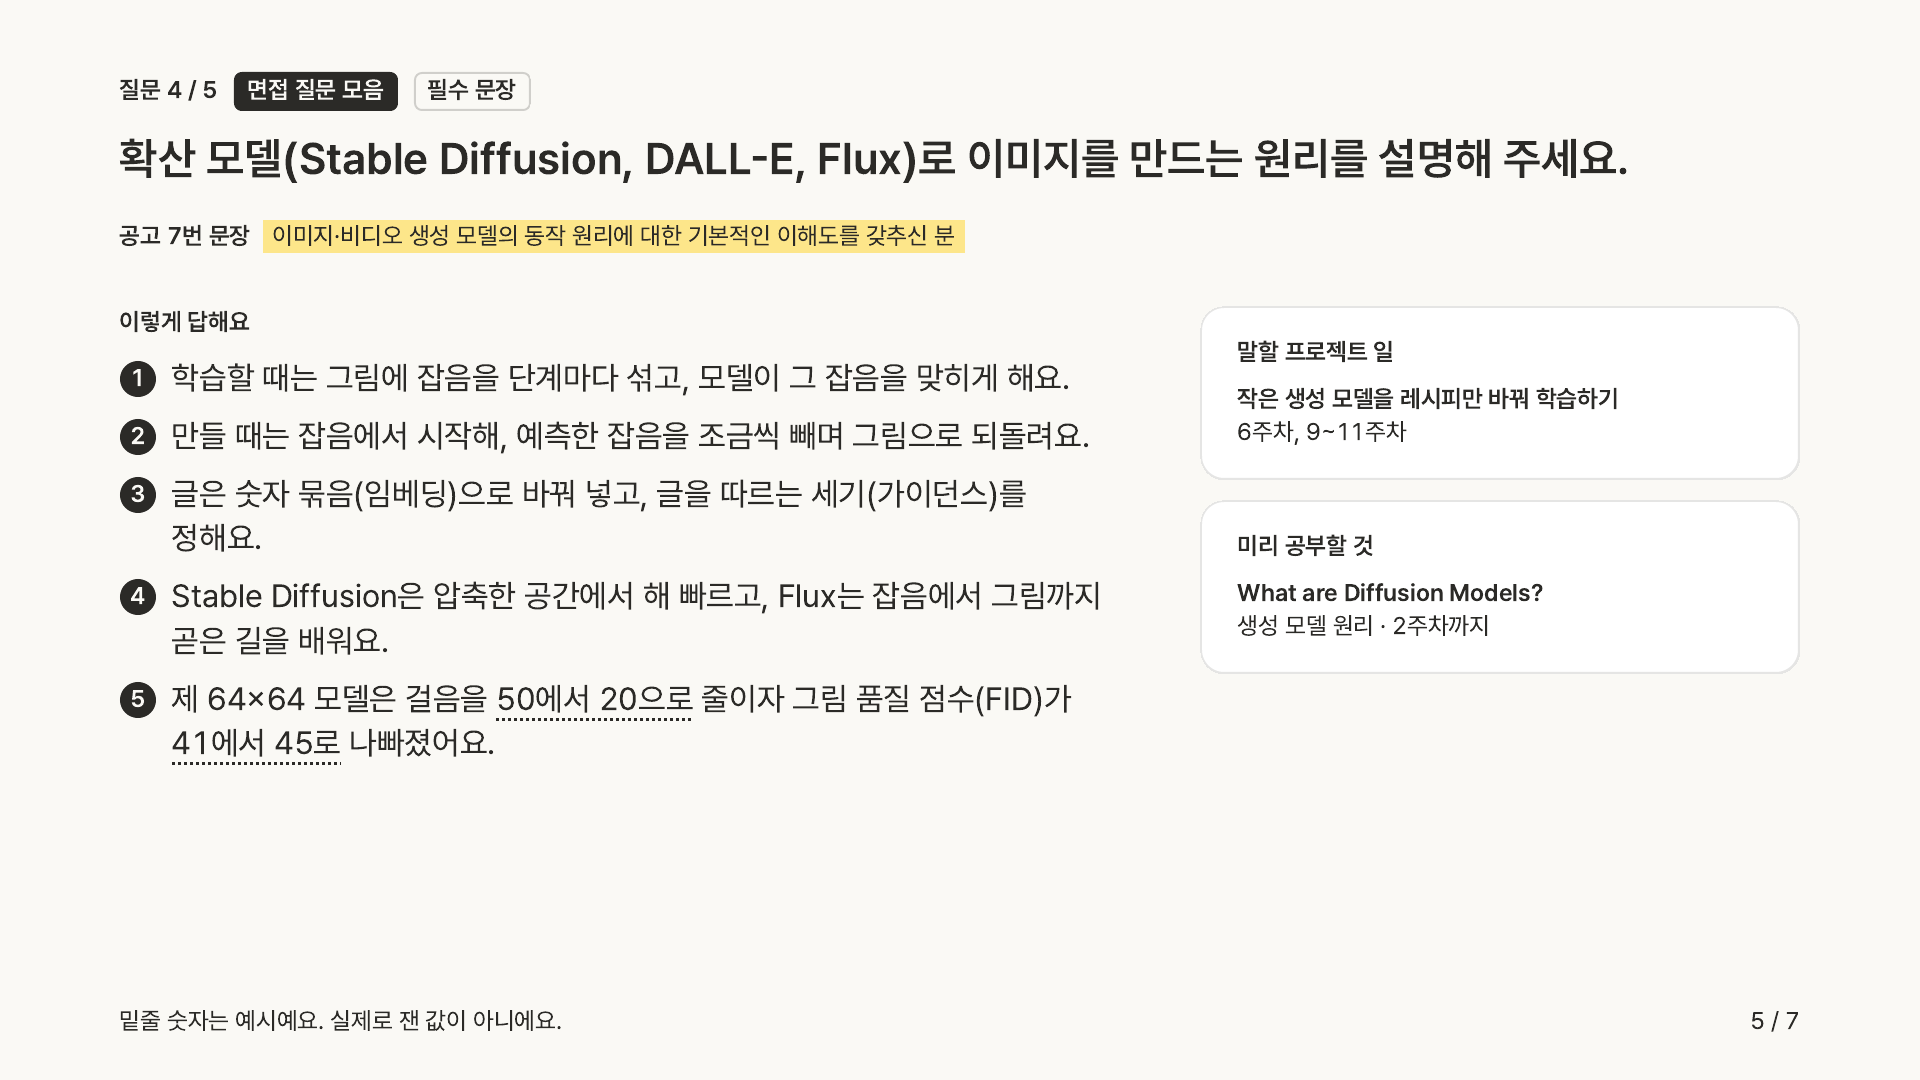 질문 4 / 5 면접 질문 모음 필수 문장
확산 모델(Stable Diffusion, DALL-E, Flux)로 이미지를 만드는 원리를 설명해 주세요.
공고 7번 문장 이미지·비디오 생성 모델의 동작 원리에 대한 기본적인 이해도를 갖추신 분
이렇게 답해요
1 학습할 때는 그림에 잡음을 단계마다 섞고, 모델이 그 잡음을 맞히게 해요.
2 만들 때는 잡음에서 시작해, 예측한 잡음을 조금씩 빼며 그림으로 되돌려요.
3 글은 숫자 묶음(임베딩)으로 바꿔 넣고, 글을 따르는 세기(가이던스)를
정해요.
4 Stable Diffusion은 압축한 공간에서 해 빠르고, Flux는 잡음에서 그림까지
곧은 길을 배워요.
5 제 64×64 모델은 걸음을 50에서 20으로 줄이자 그림 품질 점수(FID)가
41에서 45로 나빠졌어요.
말할 프로젝트 일
작은 생성 모델을 레시피만 바꿔 학습하기
6주차, 9~11주차
미리 공부할 것
What are Diffusion Models?
생성 모델 원리 · 2주차까지
밑줄 숫자는 예시예요. 실제로 잰 값이 아니에요.
5 / 7